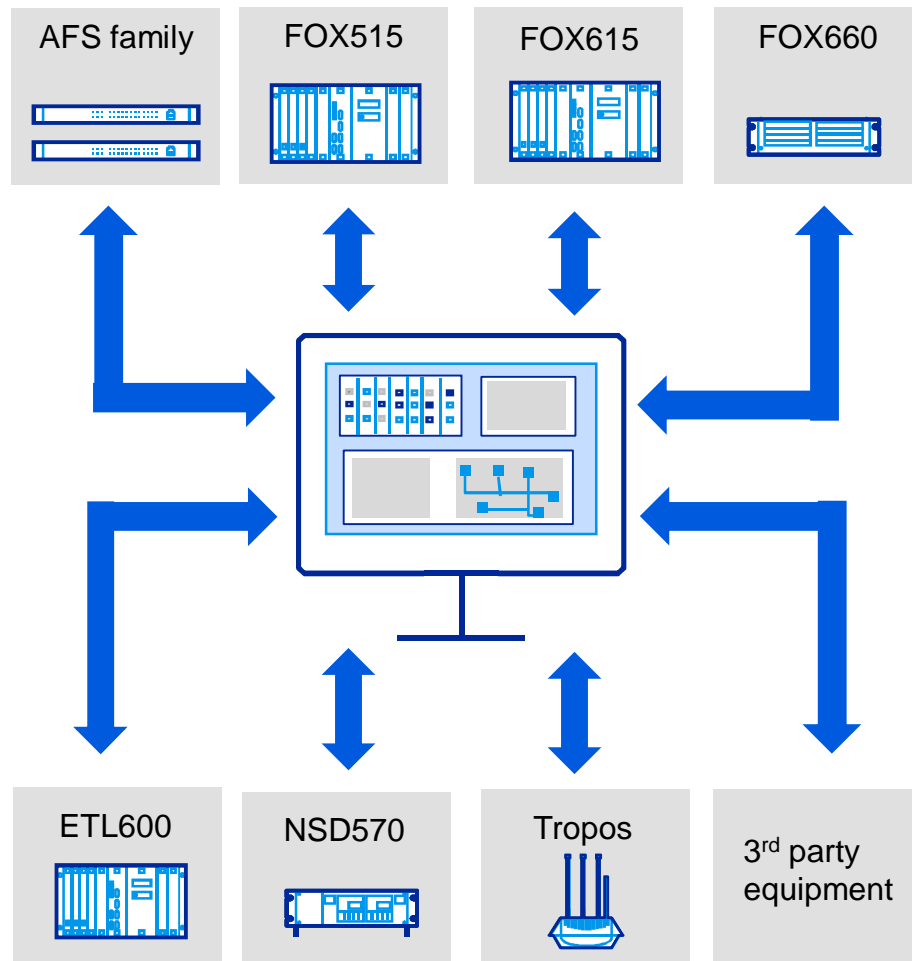 AFS family
FOX515
FOX615
FOX660
ETL600
NSD570
Tropos
3rd party
equipment